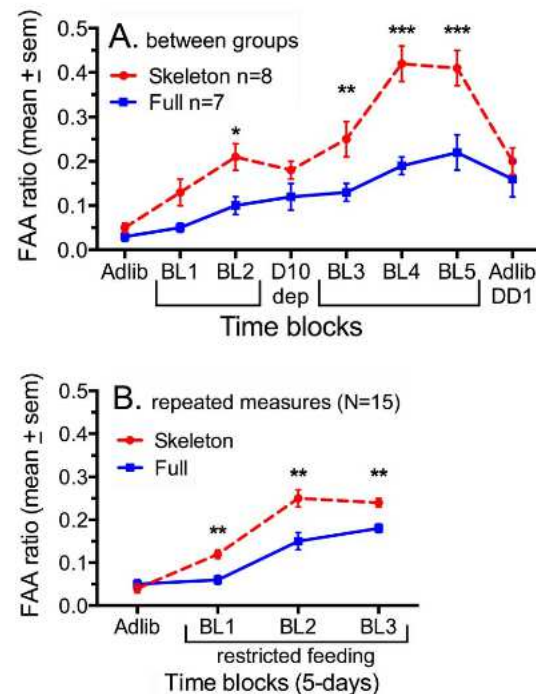 A. between groups
Skeleton n=8
Full n=7
*
**
***
***
FAA ratio (mean ± sem)
0.5
0.4
0.3
0.2
0.1
0.0
Adlib BL1 BL2 D10 dep BL3 BL4 BL5 Adlib DD1
Time blocks
B. repeated measures (N=15)
Skeleton
Full
**
**
**
FAA ratio (mean ± sem)
0.5
0.4
0.3
0.2
0.1
0.0
Adlib BL1 BL2 BL3
restricted feeding
Time blocks (5-days)